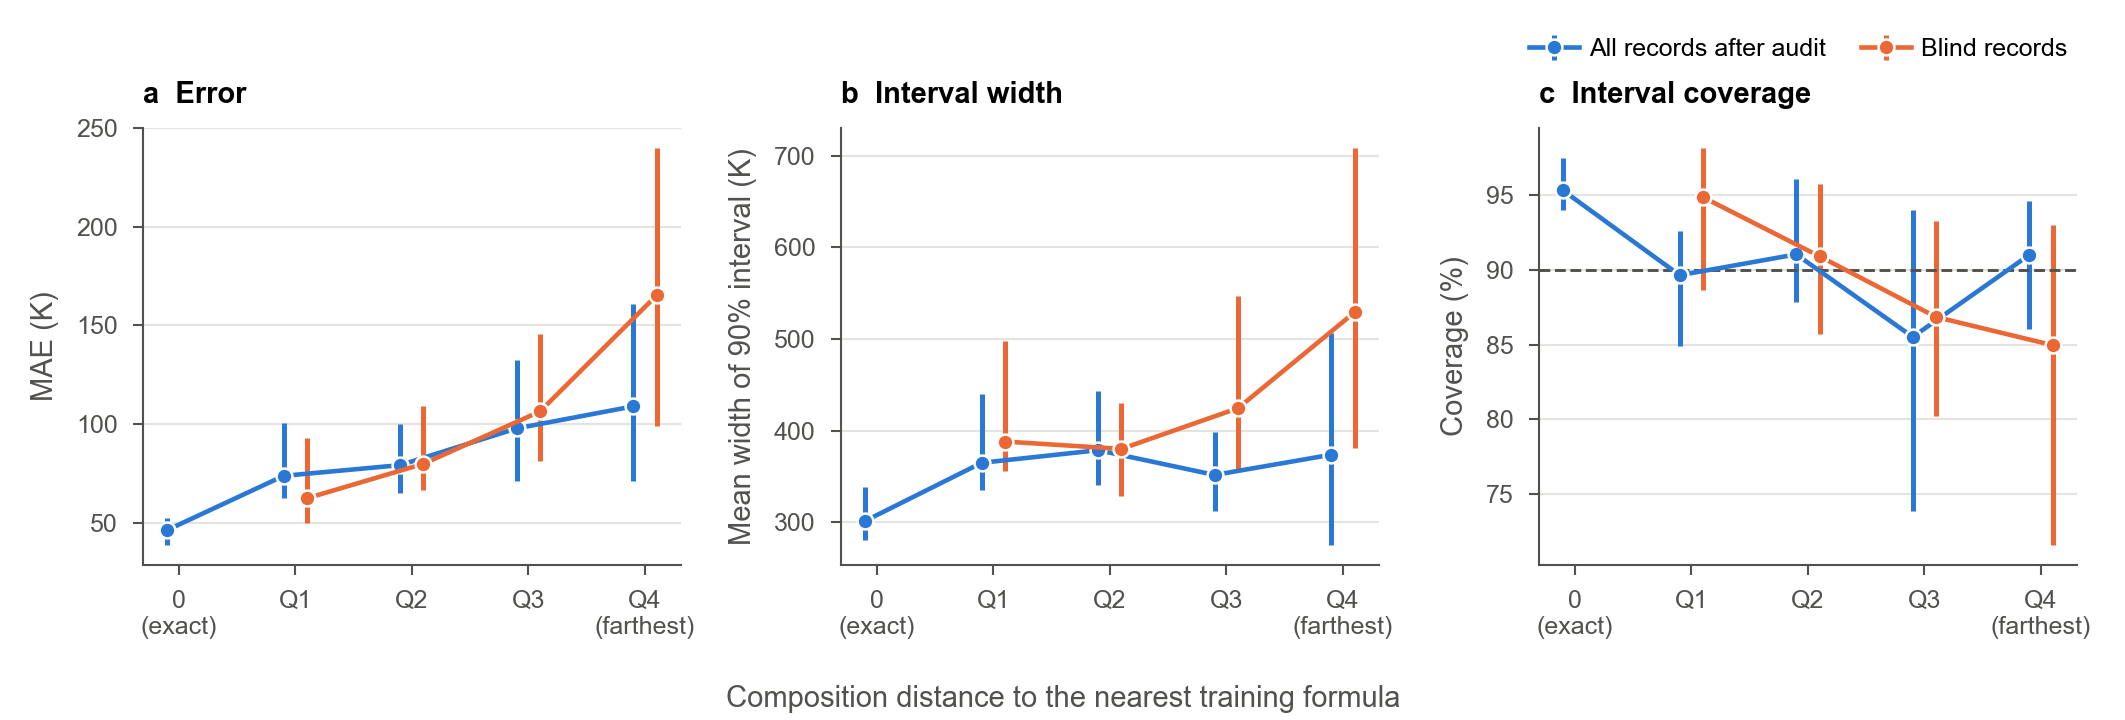 All records after audit
Blind records
a Error
b Interval width
c Interval coverage
MAE (K)
250
200
150
100
50
0
(exact)
Q1
Q2
Q3
Q4
(farthest)
Mean width of 90% interval (K)
700
600
500
400
300
0
(exact)
Q1
Q2
Q3
Q4
(farthest)
Coverage (%)
95
90
85
80
75
0
(exact)
Q1
Q2
Q3
Q4
(farthest)
Composition distance to the nearest training formula